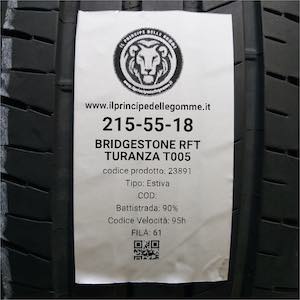 IL PRINCIPE DELLE GOMME
www.ilprincipedellegomme.it
215-55-18
BRIDGESTONE RFT
TURANZA T005
codice prodotto: 23891
Tipo: Estiva
COD:
Battistrada: 90%
Codice Velocità: 95h
FILA: 61